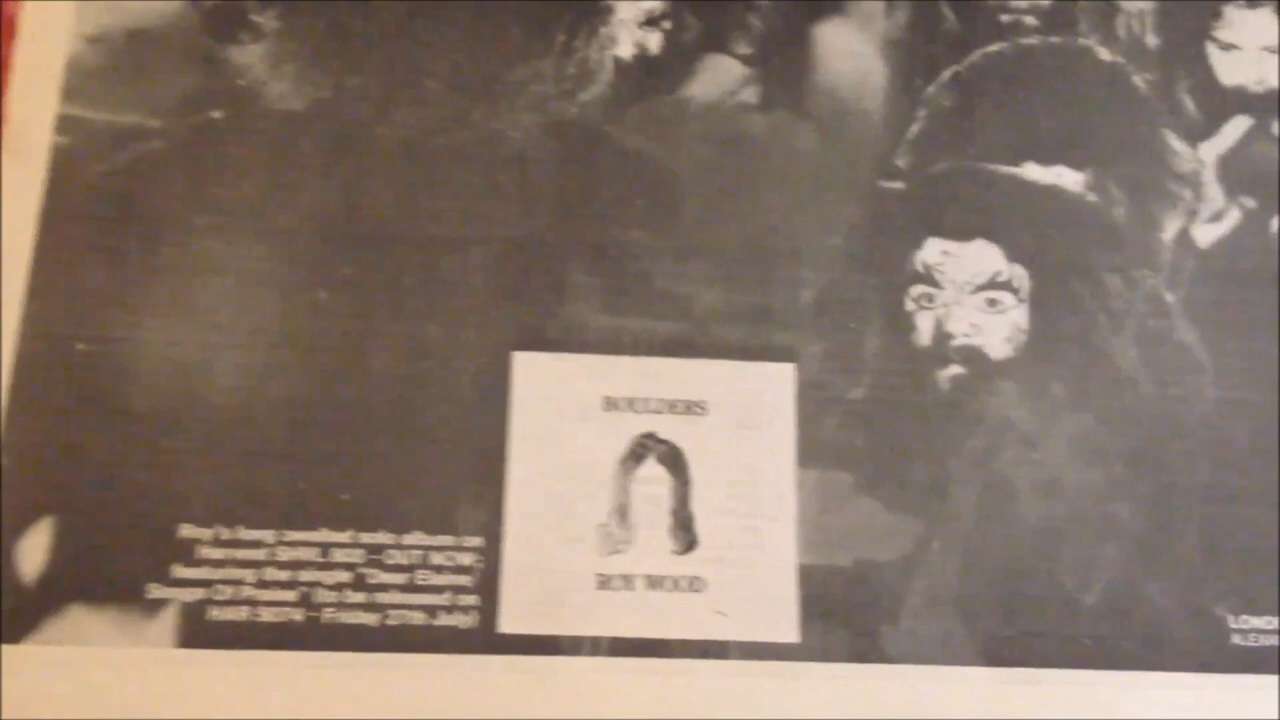 BOULDERS
ROY WOOD
Roy's long awaited solo album on
Harvest SHVL 803 - OUT NOW:
featuring the single "Dear Elaine/
Songs Of Praise" (to be released on
HAR 5074 - Friday 27th July)